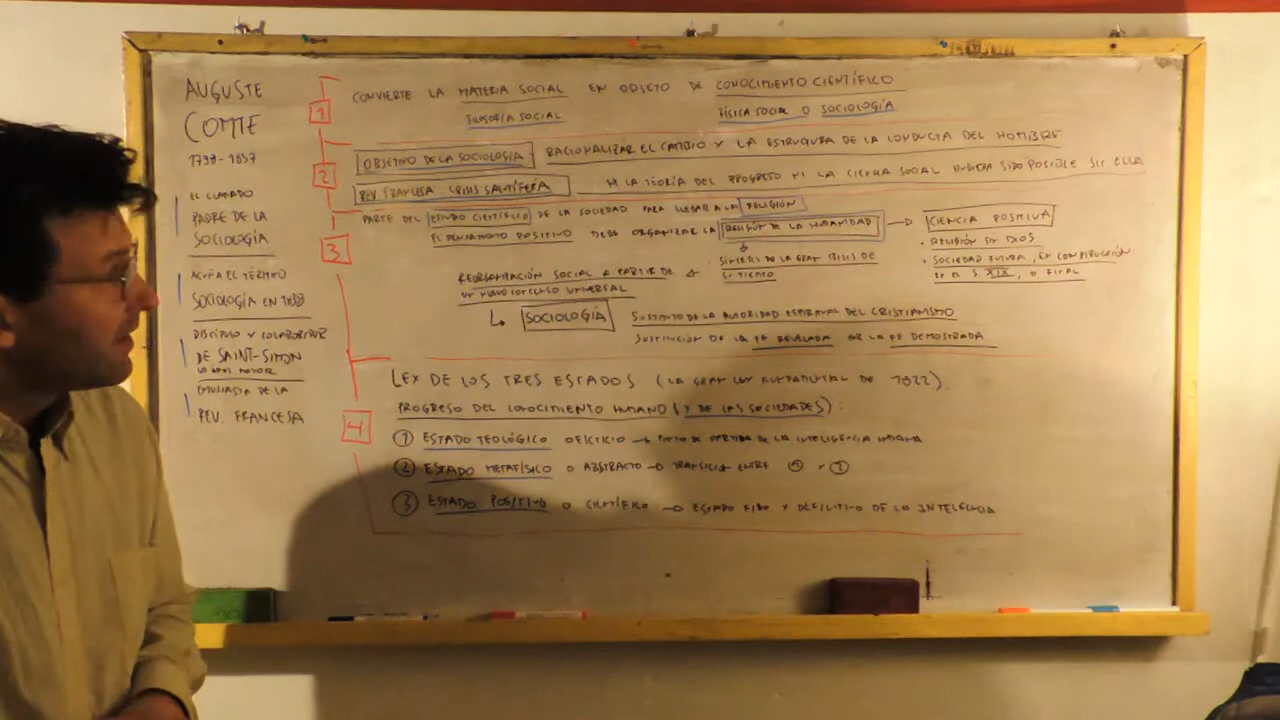 AUGUSTE
COMTE
1798-1857
EL LLAMADO
PADRE DE LA
SOCIOLOGÍA
ACUÑA EL TÉRMINO
SOCIOLOGÍA EN 1838
DISCÍPULO Y COLABORADOR
DE SAINT-SIMON
ENTUSIASTA DE LA
REV. FRANCESA
1
CONVIERTE LA MATERIA SOCIAL EN OBJETO DE CONOCIMIENTO CIENTÍFICO
FILOSOFÍA SOCIAL FÍSICA SOCIAL O SOCIOLOGÍA
2
OBJETIVO DE LA SOCIOLOGÍA RACIONALIZAR EL CAMBIO Y LA ESTRUCTURA DE LA CONDUCTA DEL HOMBRE
REV FRANCESA: CRISIS SALUTÍFERA NI LA TEORÍA DEL PROGRESO NI LA CIENCIA SOCIAL HUBIERA SIDO POSIBLE SIN ELLA
3
PARTE DEL ESTUDIO CIENTÍFICO DE LA SOCIEDAD PARA LLEGAR A LA RELIGIÓN
EL PENSAMIENTO POSITIVO DEBE ORGANIZAR LA RELIGIÓN DE LA HUMANIDAD → CIENCIA POSITIVA
• RELIGIÓN SIN DIOS
SÍNTESIS DE LA GRAN CRISIS DE
SU TIEMPO
• SOCIEDAD FUTURA, EN CONSTRUCCIÓN
EN EL S. XIX, O FINAL
REORGANIZACIÓN SOCIAL A PARTIR DE
UN NUEVO CONSENSO UNIVERSAL
SOCIOLOGÍA
SUSTITUTO DE LA AUTORIDAD ESPIRITUAL DEL CRISTIANISMO
SUSTITUCIÓN DE LA FE REVELADA POR LA FE DEMOSTRADA
4
LEY DE LOS TRES ESTADOS (LA GRAN LEY FUNDAMENTAL DE 1822).
PROGRESO DEL CONOCIMIENTO HUMANO (Y DE LAS SOCIEDADES):
1 ESTADO TEOLÓGICO O FICTICIO → PUNTO DE PARTIDA DE LA INTELIGENCIA HUMANA
2 ESTADO METAFÍSICO O ABSTRACTO → TRANSICIÓN ENTRE Y
3 ESTADO POSITIVO O CIENTÍFICO → ESTADO FIJO Y DEFINITIVO DE LA INTELIGENCIA